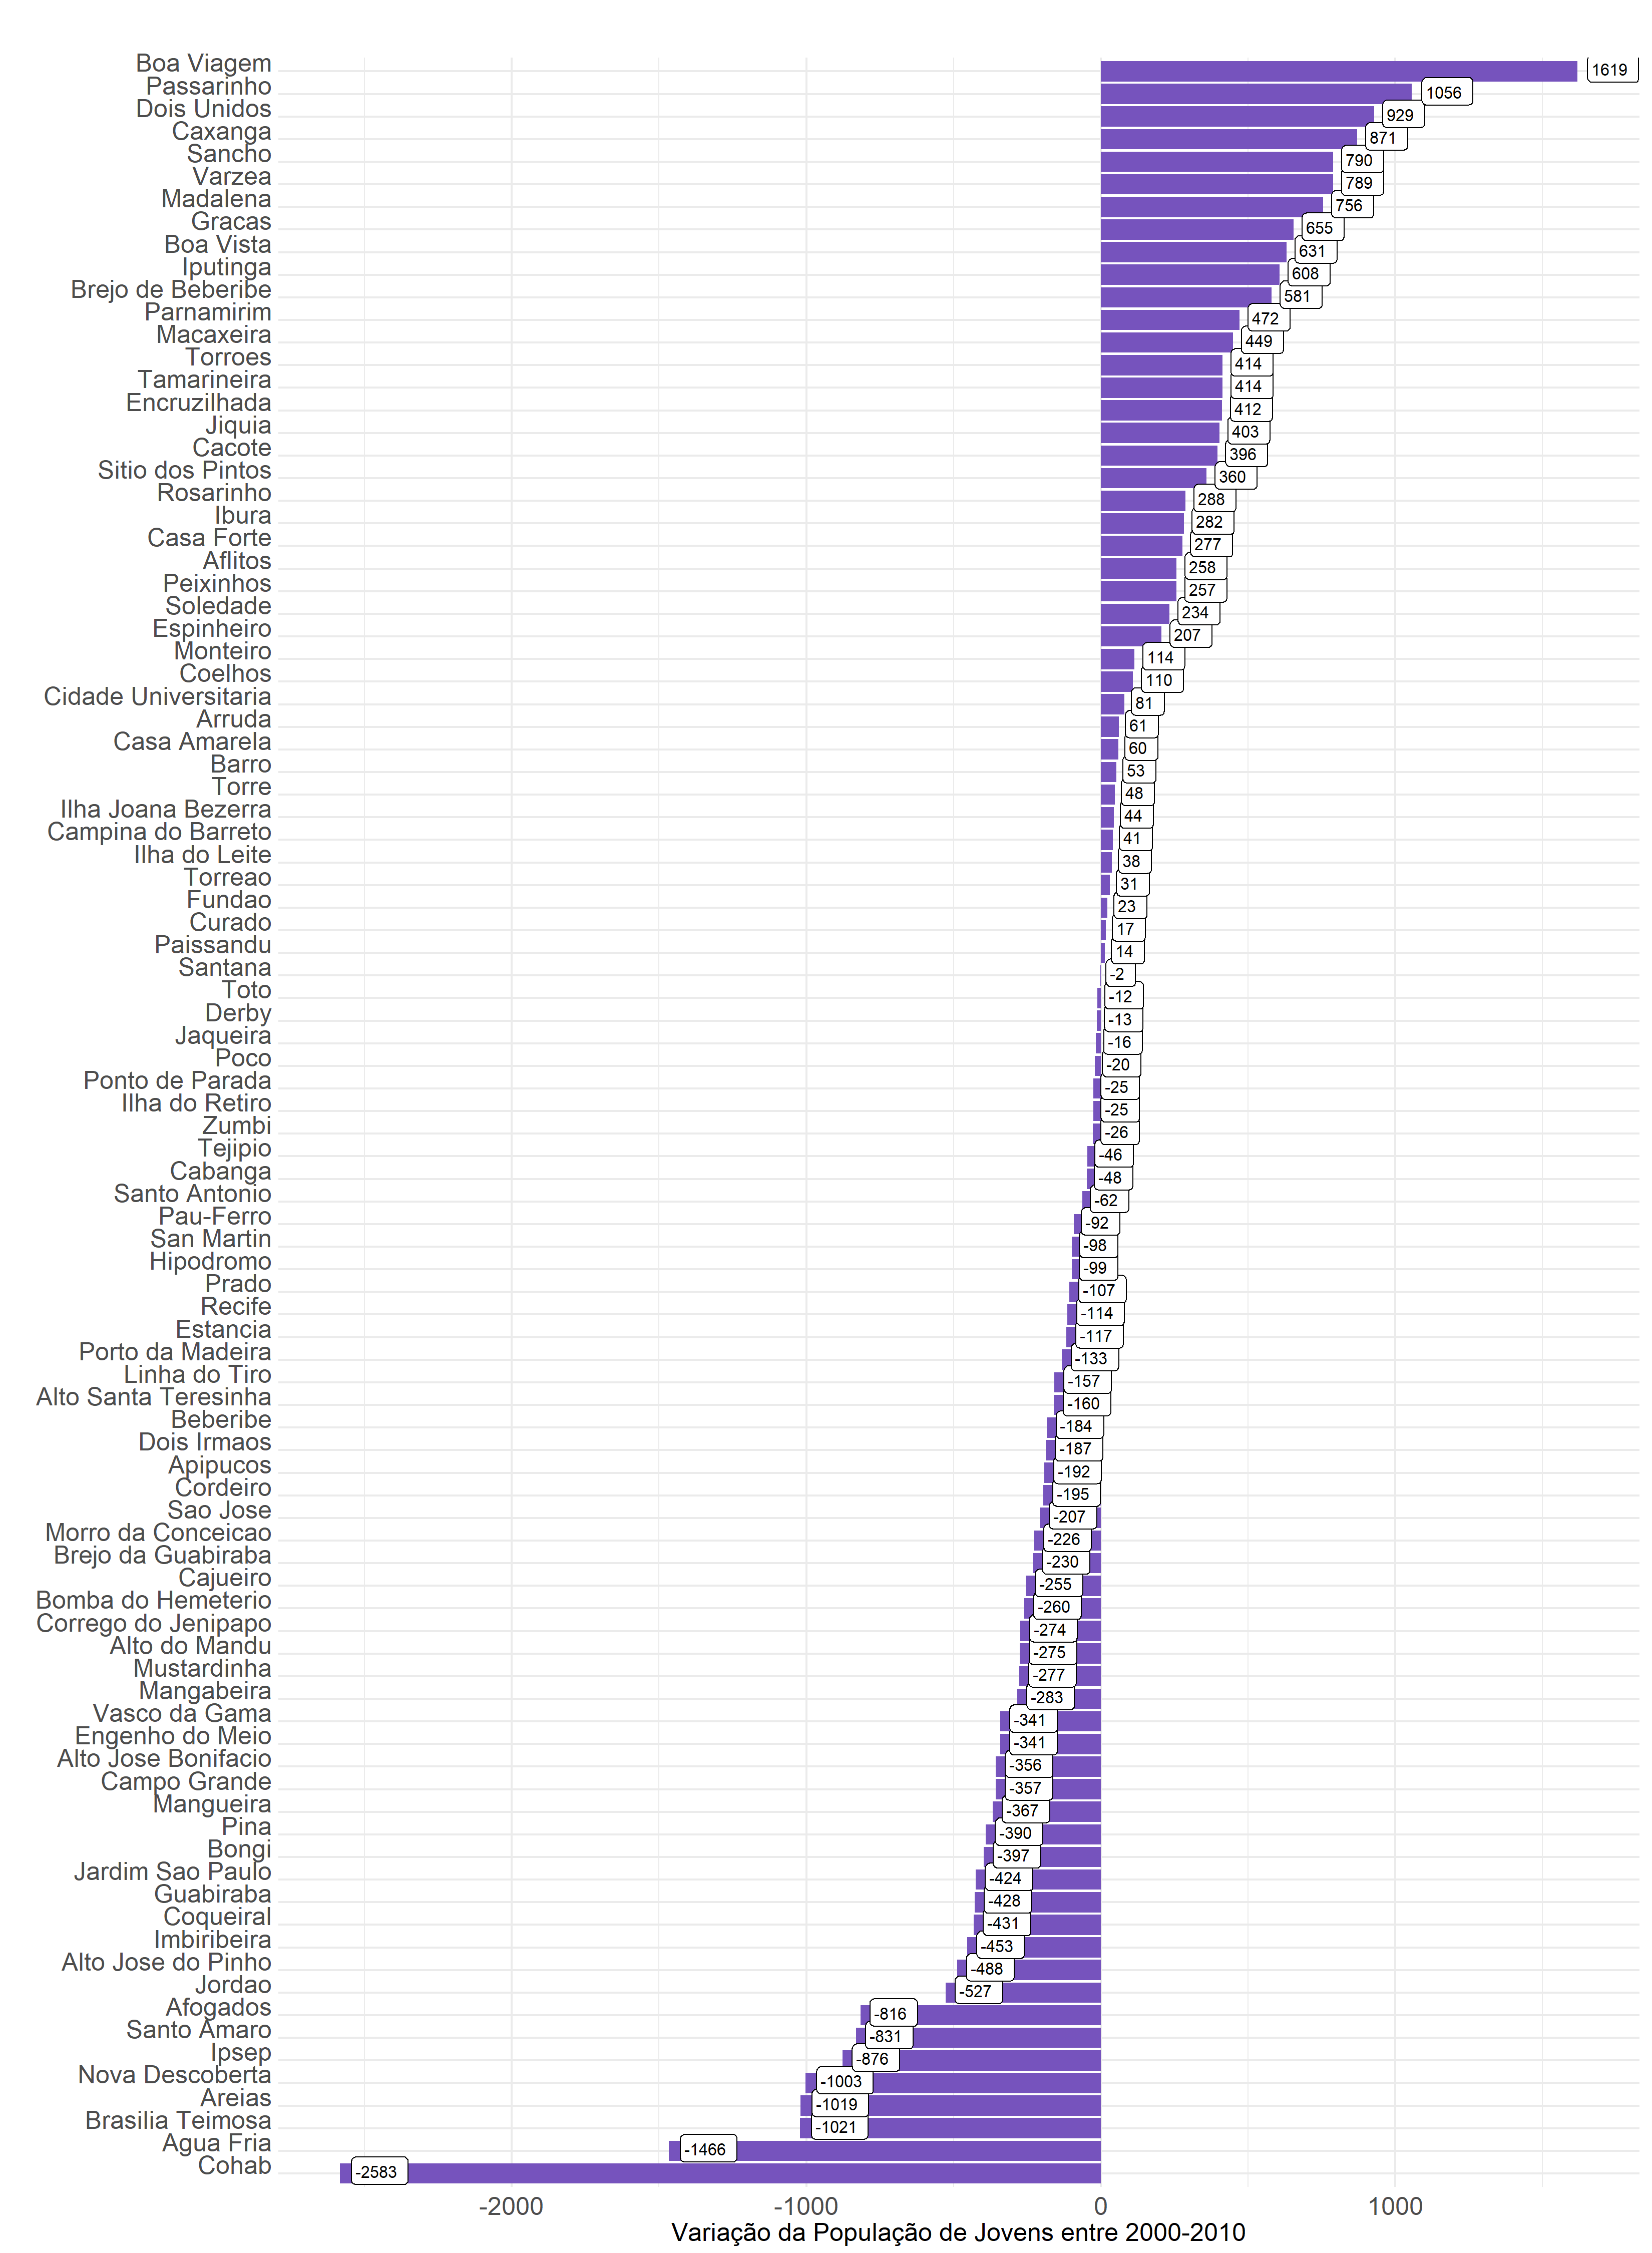 Boa Viagem 1619
Passarinho 1056
Dois Unidos 929
Caxanga 871
Sancho 790
Varzea 789
Madalena 756
Gracas 655
Boa Vista 631
Iputinga 608
Brejo de Beberibe 581
Parnamirim 472
Macaxeira 449
Torroes 414
Tamarineira 414
Encruzilhada 412
Jiquia 403
Cacote 396
Sitio dos Pintos 360
Rosarinho 288
Ibura 282
Casa Forte 277
Aflitos 258
Peixinhos 257
Soledade 234
Espinheiro 207
Monteiro 114
Coelhos 110
Cidade Universitaria 81
Arruda 61
Casa Amarela 60
Barro 53
Torre 48
Ilha Joana Bezerra 44
Campina do Barreto 41
Ilha do Leite 38
Torreao 31
Fundao 23
Curado 17
Paissandu 14
Santana -2
Toto -12
Derby -13
Jaqueira -16
Poco -20
Ponto de Parada -25
Ilha do Retiro -25
Zumbi -26
Tejipio -46
Cabanga -48
Santo Antonio -62
Pau-Ferro -92
San Martin -98
Hipodromo -99
Prado -107
Recife -114
Estancia -117
Porto da Madeira -133
Linha do Tiro -157
Alto Santa Teresinha -160
Beberibe -184
Dois Irmaos -187
Apipucos -192
Cordeiro -195
Sao Jose -207
Morro da Conceicao -226
Brejo da Guabiraba -230
Cajueiro -255
Bomba do Hemeterio -260
Corrego do Jenipapo -274
Alto do Mandu -275
Mustardinha -277
Mangabeira -283
Vasco da Gama -341
Engenho do Meio -341
Alto Jose Bonifacio -356
Campo Grande -357
Mangueira -367
Pina -390
Bongi -397
Jardim Sao Paulo -424
Guabiraba -428
Coqueiral -431
Imbiribeira -453
Alto Jose do Pinho -488
Jordao -527
Afogados -816
Santo Amaro -831
Ipsep -876
Nova Descoberta -1003
Areias -1019
Brasilia Teimosa -1021
Agua Fria -1466
Cohab -2583
-2000 -1000 0 1000
Variação da População de Jovens entre 2000-2010